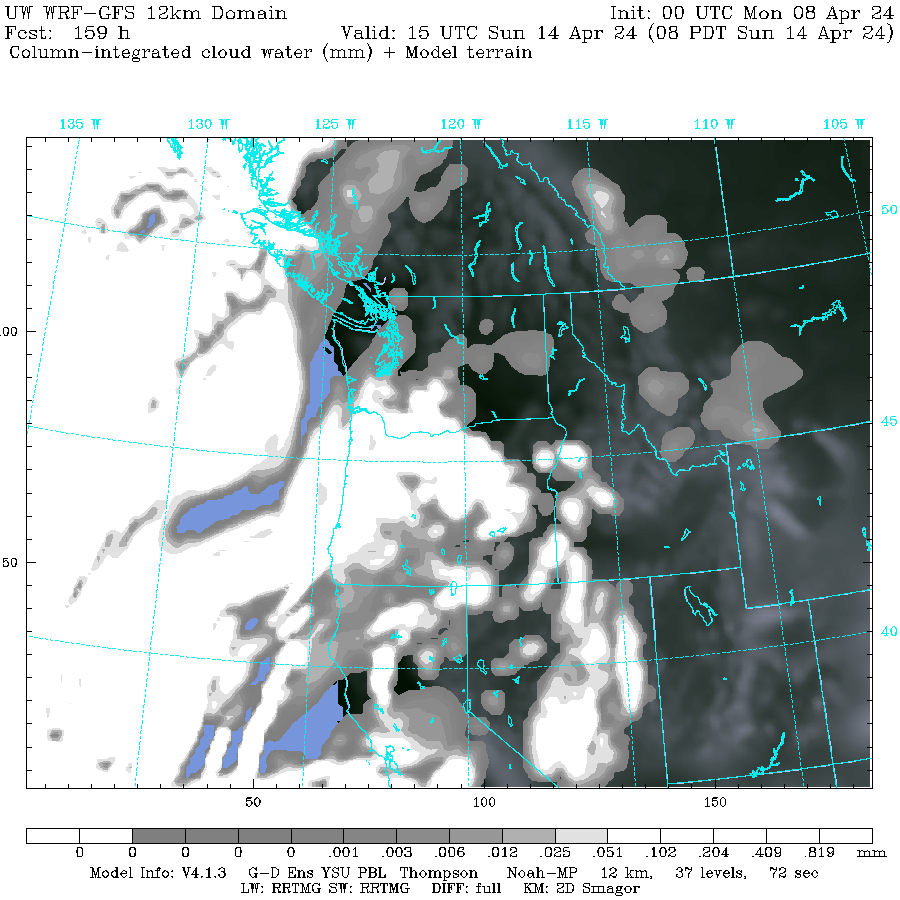 UW WRF-GFS 12km Domain Init: 00 UTC Mon 08 Apr 24
Fcst: 159 h Valid: 15 UTC Sun 14 Apr 24 (08 PDT Sun 14 Apr 24)
Column-integrated cloud water (mm) + Model terrain
135 W 130 W 125 W 120 W 115 W 110 W 105 W
50
00
45
50
40
50 100 150
0 0 0 0 0 .001 .003 .006 .012 .025 .051 .102 .204 .409 .819 mm
Model Info: V4.1.3 G-D Ens YSU PBL Thompson Noah-MP 12 km, 37 levels, 72 sec
LW: RRTMG SW: RRTMG DIFF: full KM: 2D Smagor